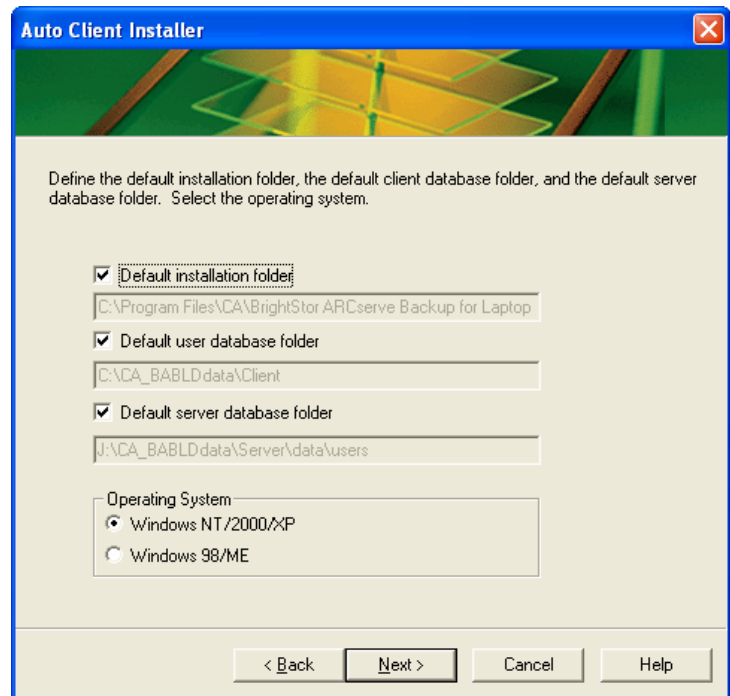 Auto Client Installer
Define the default installation folder, the default client database folder, and the default server
database folder. Select the operating system.
Default installation folder
C:\Program Files\CA\BrightStor ARCserve Backup for Laptop
Default user database folder
C:\CA_BABLDdata\Client
Default server database folder
J:\CA_BABLDdata\Server\data\users
Operating System
Windows NT/2000/XP
Windows 98/ME
< Back
Next >
Cancel
Help